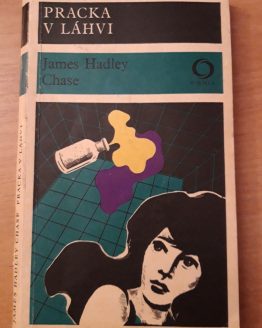 PRACKA
V LÁHVI
James Hadley
Chase
JAMES HADLEY CHASE PRACKA V LÁHVI